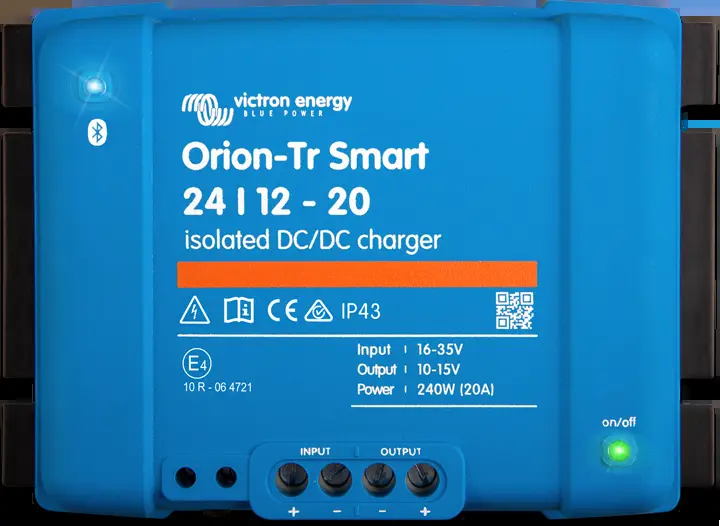 victron energy
BLUE POWER
Orion-Tr Smart
24 | 12 - 20
isolated DC/DC charger
CE IP43
E4
10 R - 06 4721
Input | 16-35V
Output | 10-15V
Power | 240W (20A)
on/off
INPUT | OUTPUT
+ - - +